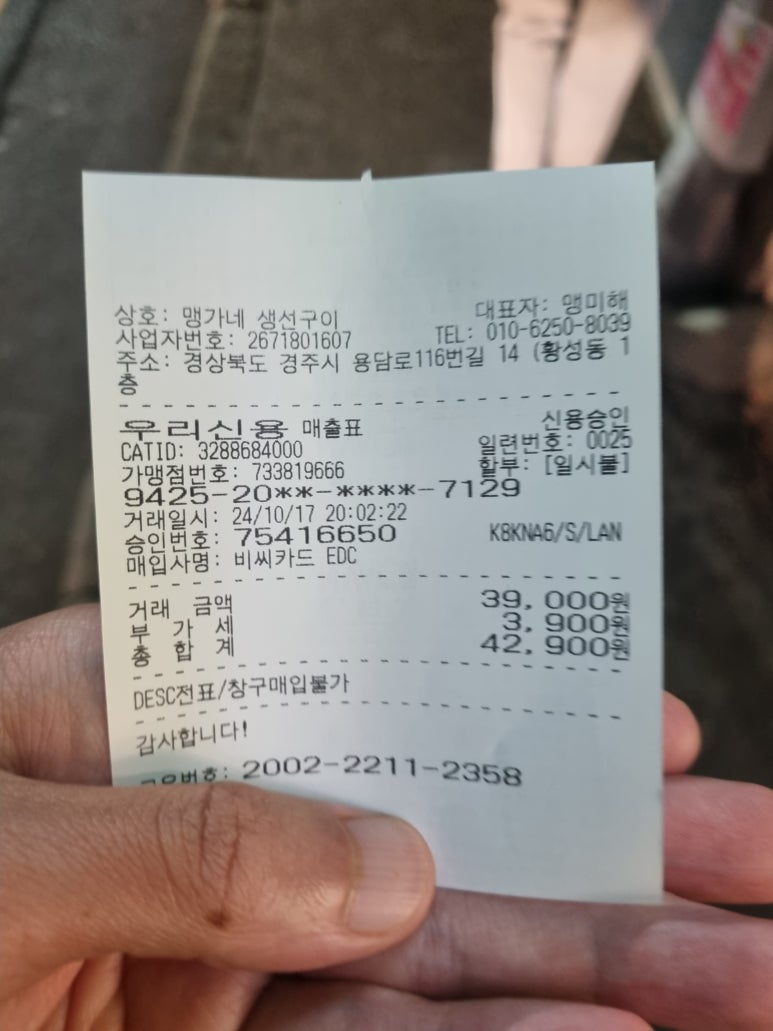 상호: 맹가네 생선구이 대표자: 맹미해
사업자번호: 2671801607 TEL: 010-6250-8039
주소: 경상북도 경주시 용담로116번길 14 (황성동 1
층
우리신용 매출표 신용승인
CATID: 3288684000 일련번호: 0025
가맹점번호: 733819666 할부: [일시불]
9425-20**-****-7129
거래일시: 24/10/17 20:02:22
승인번호: 75416650 K8KNA6/S/LAN
매입사명: 비씨카드 EDC
거래 금액 39,000원
부 가 세 3,900원
총 합 계 42,900원
DESC전표/창구매입불가
감사합니다!
고유번호: 2002-2211-2358